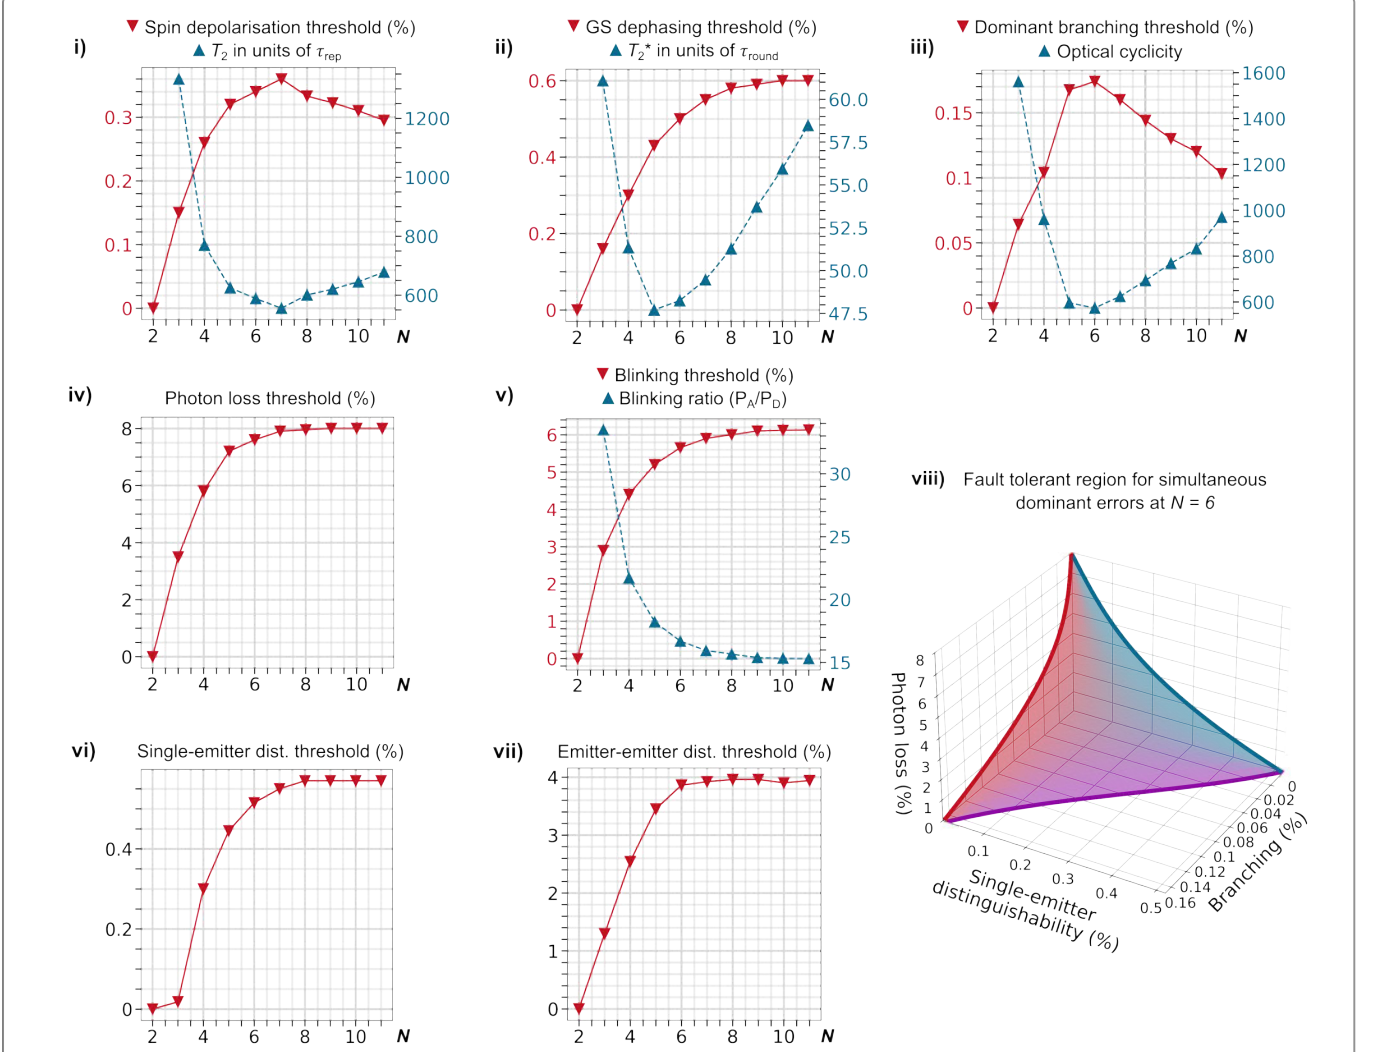 i)
▼ Spin depolarisation threshold (%)
▲ T2 in units of τrep
0.3
0.2
0.1
0
1200
1000
800
600
2 4 6 8 10 N
ii)
▼ GS dephasing threshold (%)
▲ T2* in units of τround
0.6
0.4
0.2
0
60.0
57.5
55.0
52.5
50.0
47.5
2 4 6 8 10 N
iii)
▼ Dominant branching threshold (%)
▲ Optical cyclicity
0.15
0.1
0.05
0
1600
1400
1200
1000
800
600
2 4 6 8 10 N
iv)
Photon loss threshold (%)
8
6
4
2
0
2 4 6 8 10 N
v)
▼ Blinking threshold (%)
▲ Blinking ratio (PA/PD)
6
5
4
3
2
1
0
30
25
20
15
2 4 6 8 10 N
vi)
Single-emitter dist. threshold (%)
0.4
0.2
0
2 4 6 8 10 N
vii)
Emitter-emitter dist. threshold (%)
4
3
2
1
0
2 4 6 8 10 N
viii) Fault tolerant region for simultaneous
dominant errors at N = 6
Photon loss (%)
8
7
6
5
4
3
2
1
0
0.1
0.2
0.3
0.4
0.5
Single-emitter
distinguishability (%)
0
0.02
0.04
0.06
0.08
0.1
0.12
0.14
0.16
Branching (%)